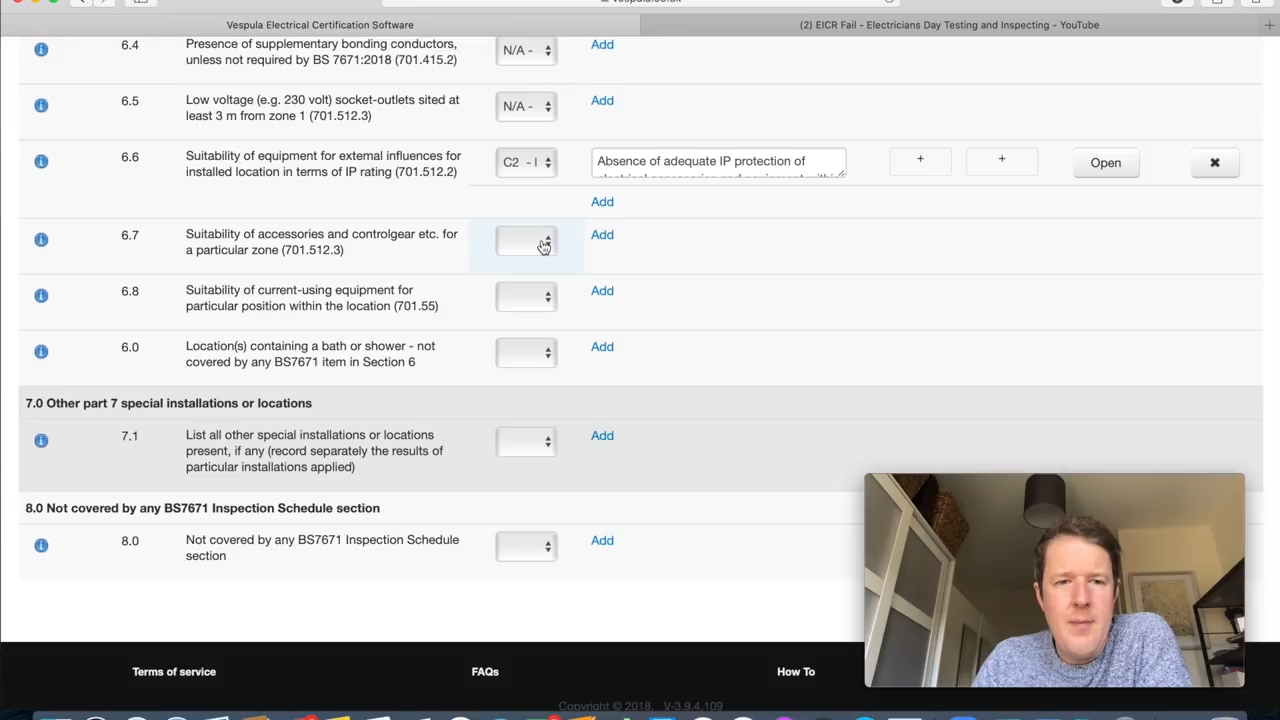 Vespula Electrical Certification Software
(2) EICR Fail - Electricians Day Testing and Inspecting - YouTube
6.4
Presence of supplementary bonding conductors,
unless not required by BS 7671:2018 (701.415.2)
N/A -
Add
6.5
Low voltage (e.g. 230 volt) socket-outlets sited at
least 3 m from zone 1 (701.512.3)
N/A -
Add
6.6
Suitability of equipment for external influences for
installed location in terms of IP rating (701.512.2)
C2 - I
Absence of adequate IP protection of
+
+
Open
✖
Add
6.7
Suitability of accessories and controlgear etc. for
a particular zone (701.512.3)
Add
6.8
Suitability of current-using equipment for
particular position within the location (701.55)
Add
6.0
Location(s) containing a bath or shower - not
covered by any BS7671 item in Section 6
Add
7.0 Other part 7 special installations or locations
7.1
List all other special installations or locations
present, if any (record separately the results of
particular installations applied)
Add
8.0 Not covered by any BS7671 Inspection Schedule section
8.0
Not covered by any BS7671 Inspection Schedule
section
Add
Terms of service
FAQs
How To
Copyright © 2018, V-3.9.4.109